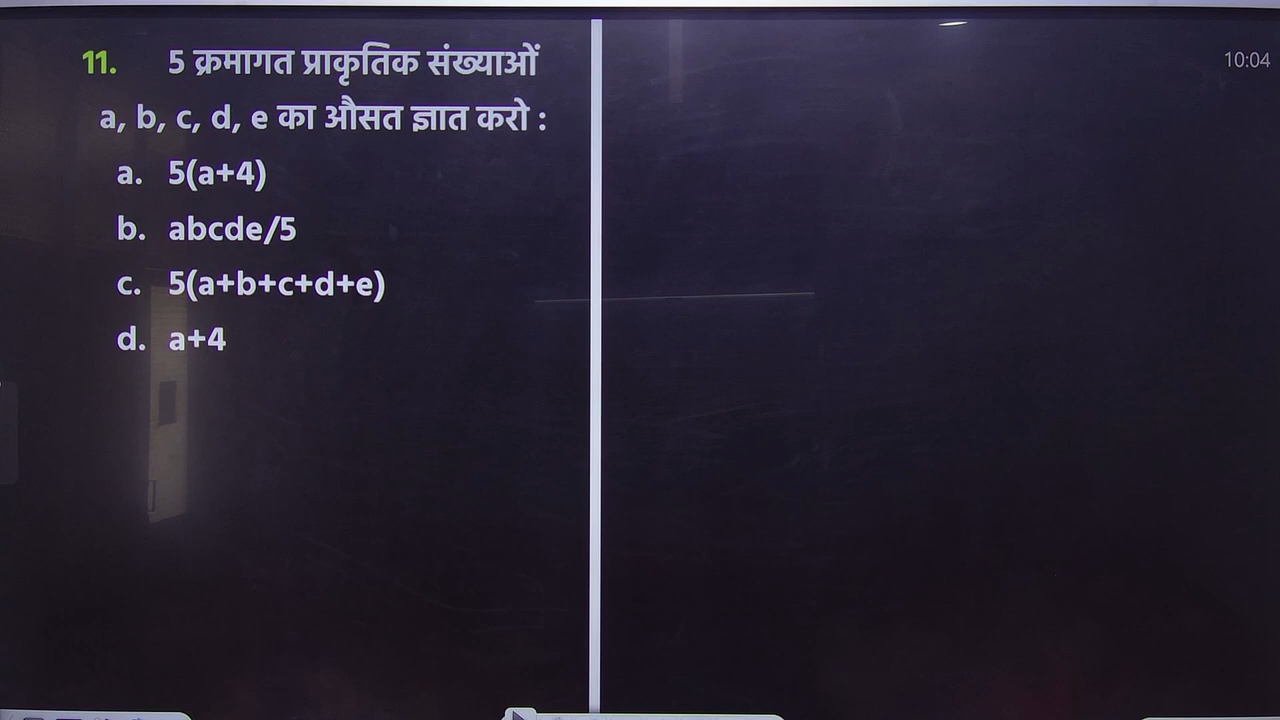 11. 5 क्रमागत प्राकृतिक संख्याओं
a, b, c, d, e का औसत ज्ञात करो :
a. 5(a+4)
b. abcde/5
c. 5(a+b+c+d+e)
d. a+4
10:04